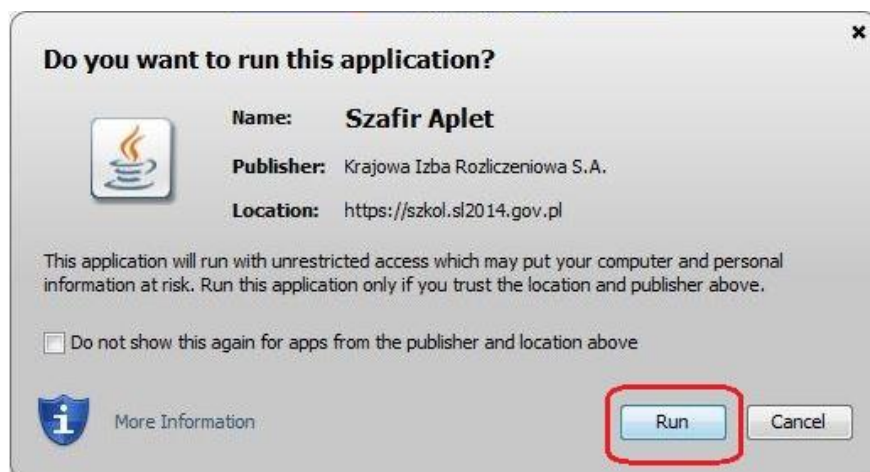 Do you want to run this application?
Name: Szafir Aplet
Publisher: Krajowa Izba Rozliczeniowa S.A.
Location: https://szkol.sl2014.gov.pl
This application will run with unrestricted access which may put your computer and personal
information at risk. Run this application only if you trust the location and publisher above.
Do not show this again for apps from the publisher and location above
More Information
Run Cancel